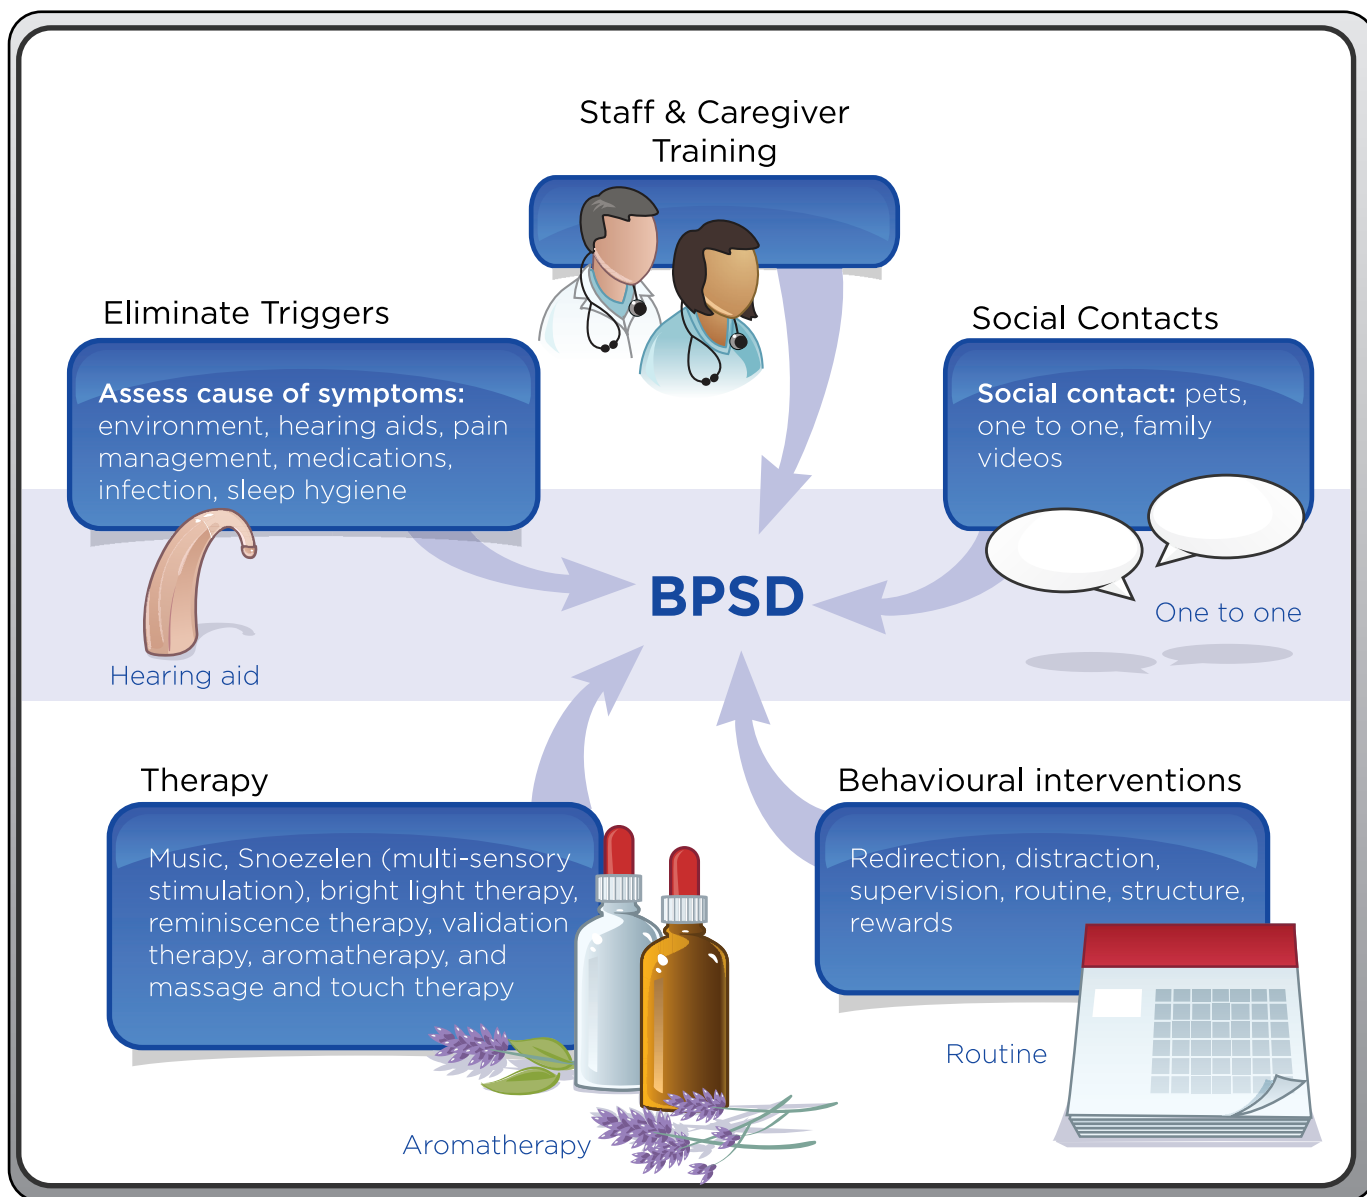 Staff & Caregiver
Training
Eliminate Triggers
Assess cause of symptoms:
environment, hearing aids, pain
management, medications,
infection, sleep hygiene
Hearing aid
Social Contacts
Social contact: pets,
one to one, family
videos
One to one
BPSD
Therapy
Music, Snoezelen (multi-sensory
stimulation), bright light therapy,
reminiscence therapy, validation
therapy, aromatherapy, and
massage and touch therapy
Aromatherapy
Behavioural interventions
Redirection, distraction,
supervision, routine, structure,
rewards
Routine